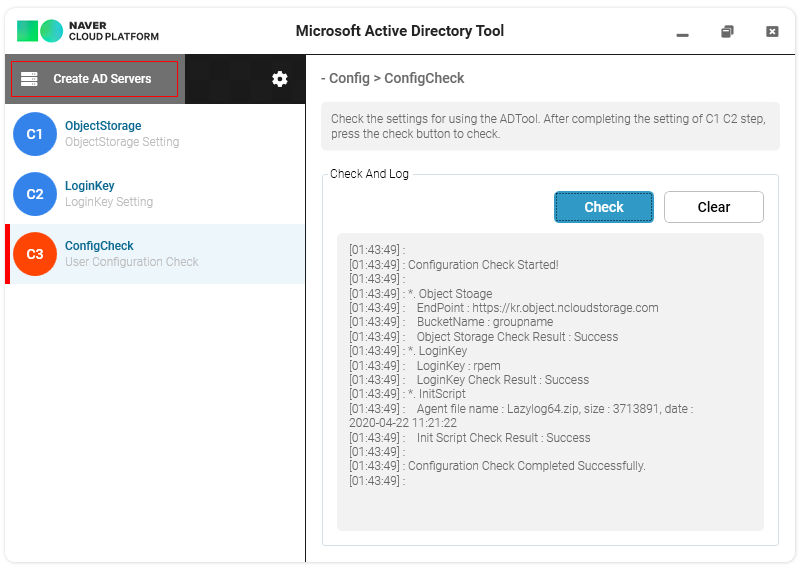 NAVER
CLOUD PLATFORM
Microsoft Active Directory Tool
Create AD Servers
C1
ObjectStorage
ObjectStorage Setting
C2
LoginKey
LoginKey Setting
C3
ConfigCheck
User Configuration Check
- Config > ConfigCheck
Check the settings for using the ADTool. After completing the setting of C1 C2 step,
press the check button to check.
Check And Log
Check
Clear
[01:43:49] :
[01:43:49] : Configuration Check Started!
[01:43:49] :
[01:43:49] : *. Object Stoage
[01:43:49] :    EndPoint : https://kr.object.ncloudstorage.com
[01:43:49] :    BucketName : groupname
[01:43:49] :    Object Storage Check Result : Success
[01:43:49] : *. LoginKey
[01:43:49] :    LoginKey : rpem
[01:43:49] :    LoginKey Check Result : Success
[01:43:49] : *. InitScript
[01:43:49] :    Agent file name : Lazylog64.zip, size : 3713891, date :
2020-04-22 11:21:22
[01:43:49] :    Init Script Check Result : Success
[01:43:49] :
[01:43:49] : Configuration Check Completed Successfully.
[01:43:49] :